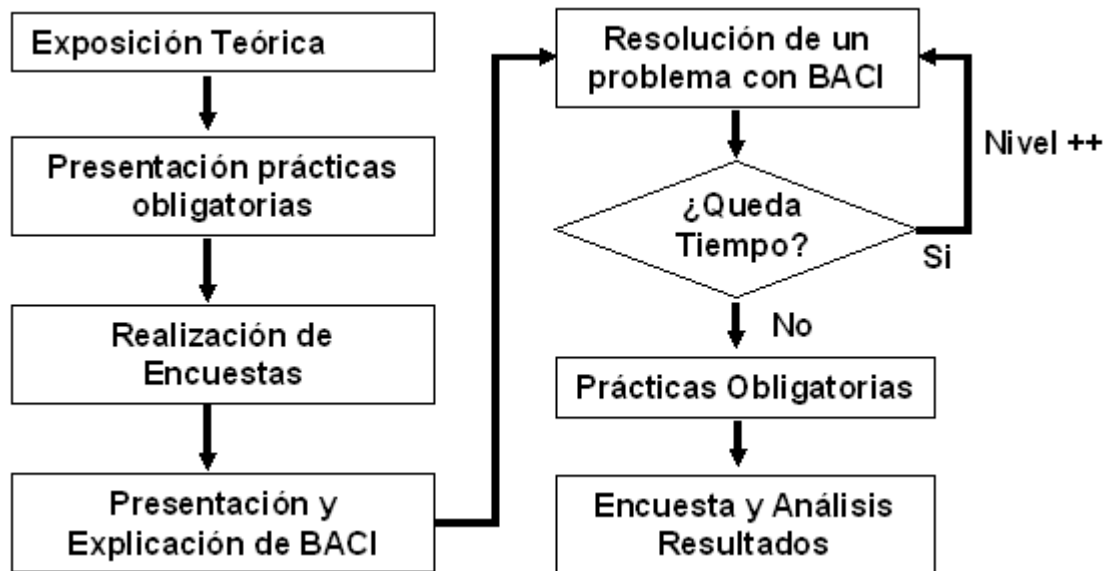 Exposición Teórica
Presentación prácticas
obligatorias
Realización de
Encuestas
Presentación y
Explicación de BACI
Resolución de un
problema con BACI
Nivel ++
¿Queda
Tiempo?
Si
No
Prácticas Obligatorias
Encuesta y Análisis
Resultados